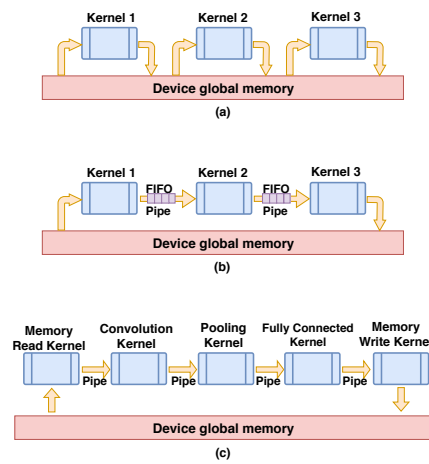 Kernel 1 Kernel 2 Kernel 3
Device global memory
(a)
Kernel 1 Kernel 2 Kernel 3
FIFO FIFO
Pipe Pipe
Device global memory
(b)
Memory Convolution Pooling Fully Connected Memory
Read Kernel Kernel Kernel Kernel Write Kernel
Pipe Pipe Pipe Pipe
Device global memory
(c)